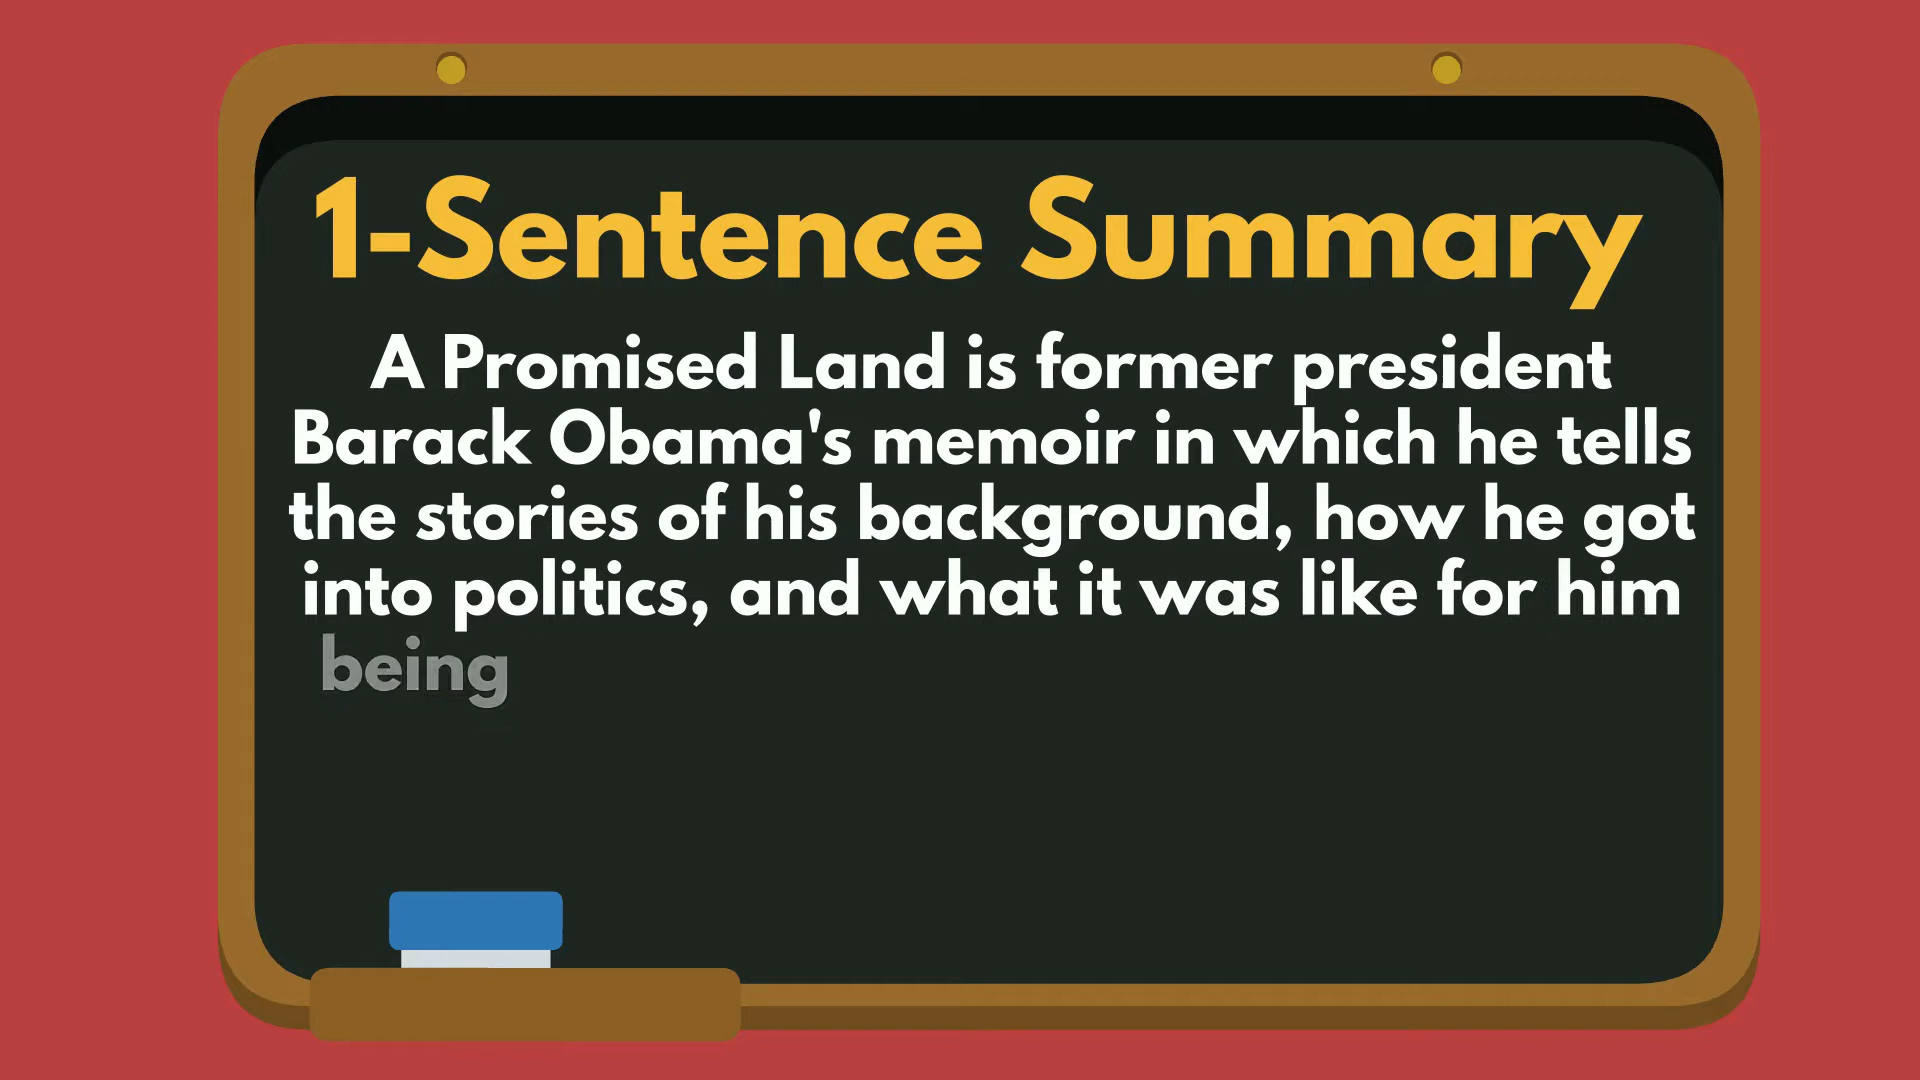 1-Sentence Summary
A Promised Land is former president
Barack Obama's memoir in which he tells
the stories of his background, how he got
into politics, and what it was like for him
being